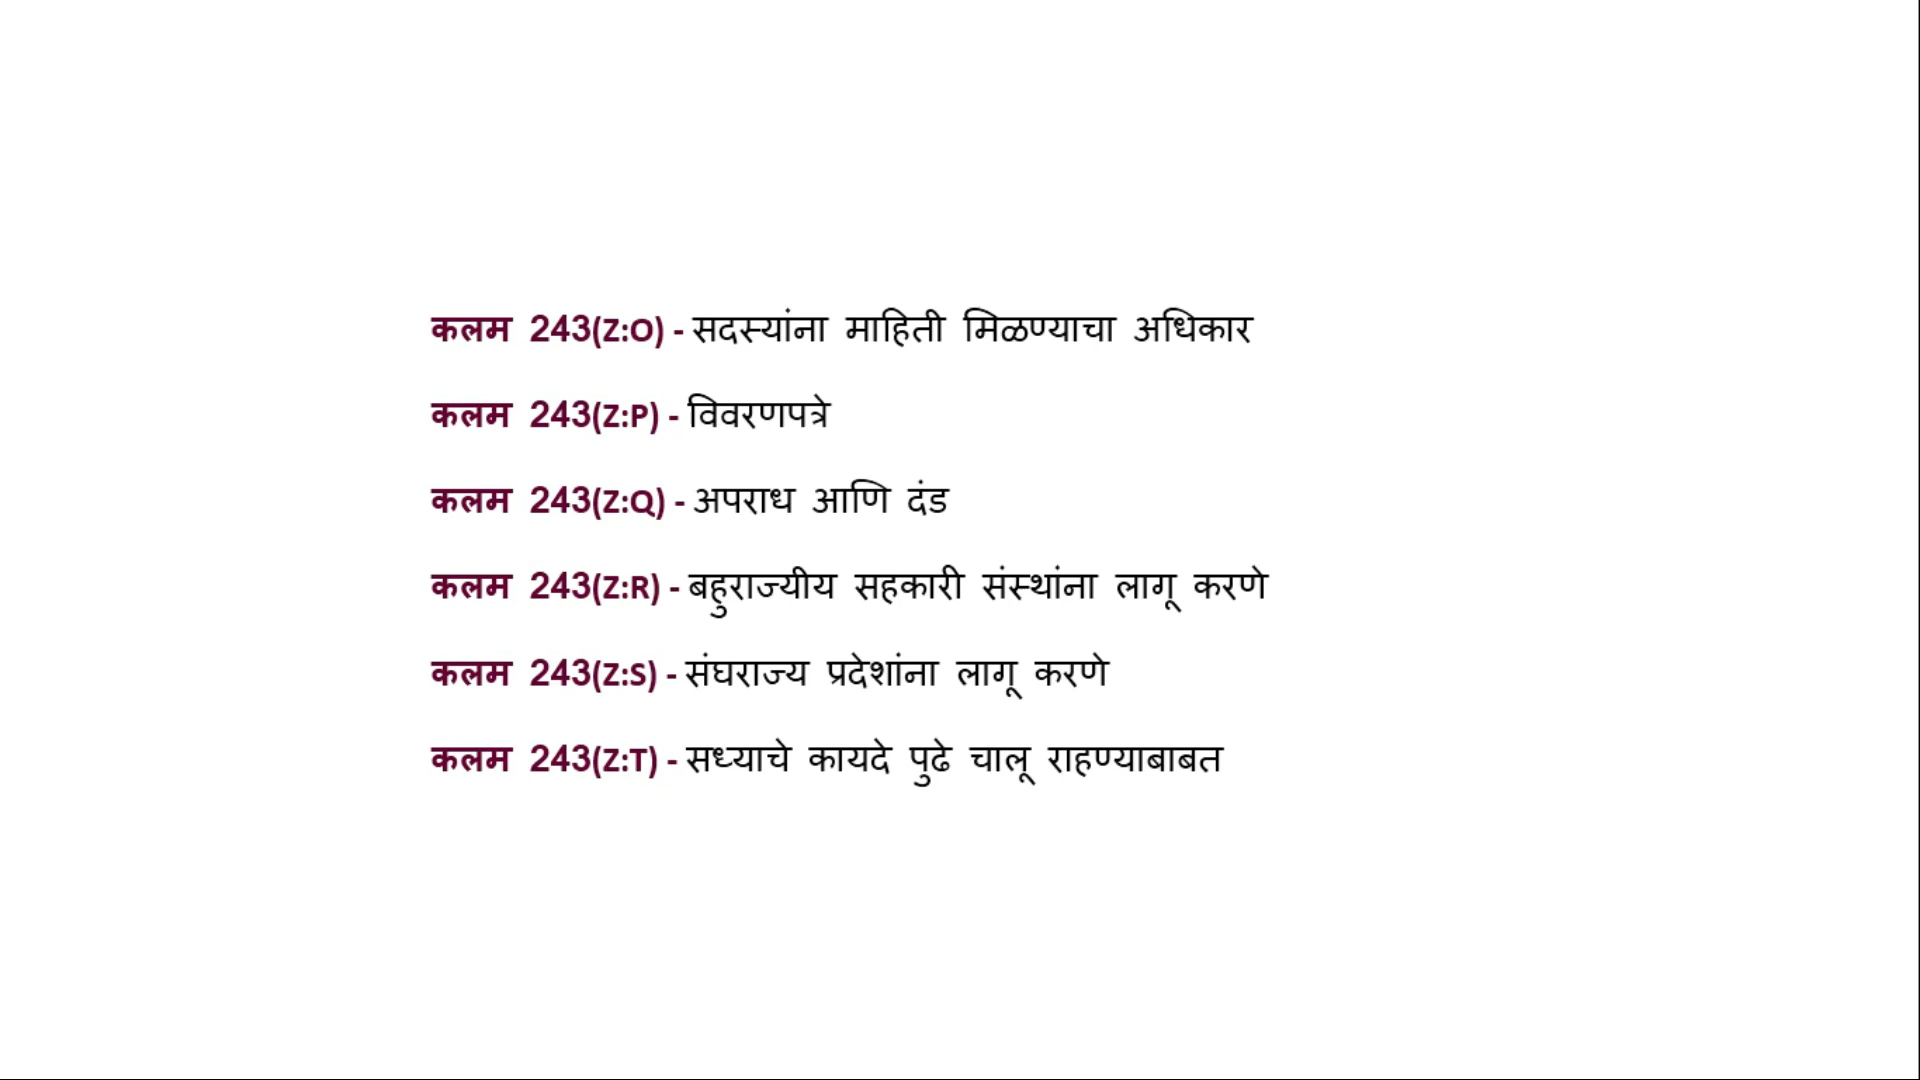 कलम 243(Z:O) - सदस्यांना माहिती मिळण्याचा अधिकार
कलम 243(Z:P) - विवरणपत्रे
कलम 243(Z:Q) - अपराध आणि दंड
कलम 243(Z:R) - बहुराज्यीय सहकारी संस्थांना लागू करणे
कलम 243(Z:S) - संघराज्य प्रदेशांना लागू करणे
कलम 243(Z:T) - सध्याचे कायदे पुढे चालू राहण्याबाबत